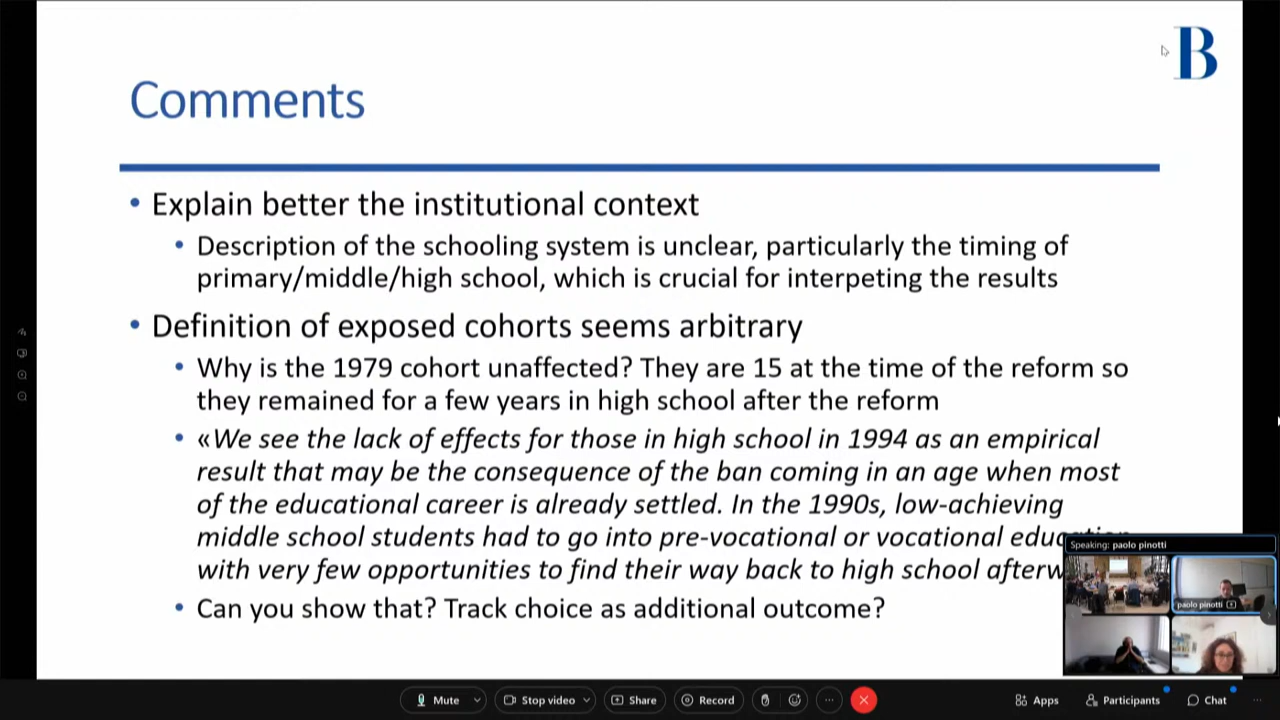 B
Comments
• Explain better the institutional context
• Description of the schooling system is unclear, particularly the timing of
primary/middle/high school, which is crucial for interpeting the results
• Definition of exposed cohorts seems arbitrary
• Why is the 1979 cohort unaffected? They are 15 at the time of the reform so
they remained for a few years in high school after the reform
• «We see the lack of effects for those in high school in 1994 as an empirical
result that may be the consequence of the ban coming in an age when most
of the educational career is already settled. In the 1990s, low-achieving
middle school students had to go into pre-vocational or vocational
with very few opportunities to find their way back to high school
• Can you show that? Track choice as additional outcome?
Speaking: paolo pinotti
paolo pinotti
Mute
Stop video
Share
Record
Apps
Participants
Chat